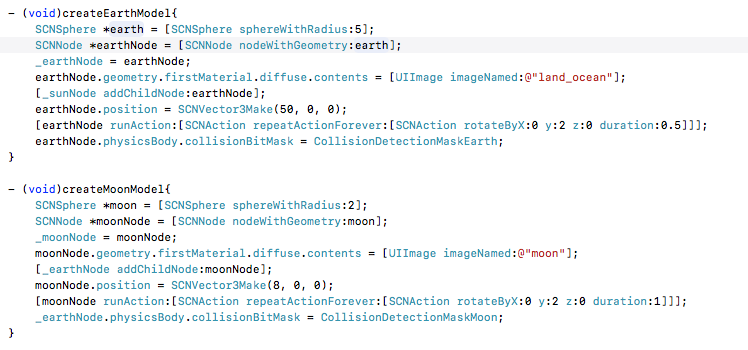 - (void)createEarthModel{
    SCNSphere *earth = [SCNSphere sphereWithRadius:5];
    SCNNode *earthNode = [SCNNode nodeWithGeometry:earth];
    _earthNode = earthNode;
    earthNode.geometry.firstMaterial.diffuse.contents = [UIImage imageNamed:@"land_ocean"];
    [_sunNode addChildNode:earthNode];
    earthNode.position = SCNVector3Make(50, 0, 0);
    [earthNode runAction:[SCNAction repeatActionForever:[SCNAction rotateByX:0 y:2 z:0 duration:0.5]]];
    earthNode.physicsBody.collisionBitMask = CollisionDetectionMaskEarth;
}
- (void)createMoonModel{
    SCNSphere *moon = [SCNSphere sphereWithRadius:2];
    SCNNode *moonNode = [SCNNode nodeWithGeometry:moon];
    _moonNode = moonNode;
    moonNode.geometry.firstMaterial.diffuse.contents = [UIImage imageNamed:@"moon"];
    [_earthNode addChildNode:moonNode];
    moonNode.position = SCNVector3Make(8, 0, 0);
    [moonNode runAction:[SCNAction repeatActionForever:[SCNAction rotateByX:0 y:2 z:0 duration:1]]];
    _earthNode.physicsBody.collisionBitMask = CollisionDetectionMaskMoon;
}